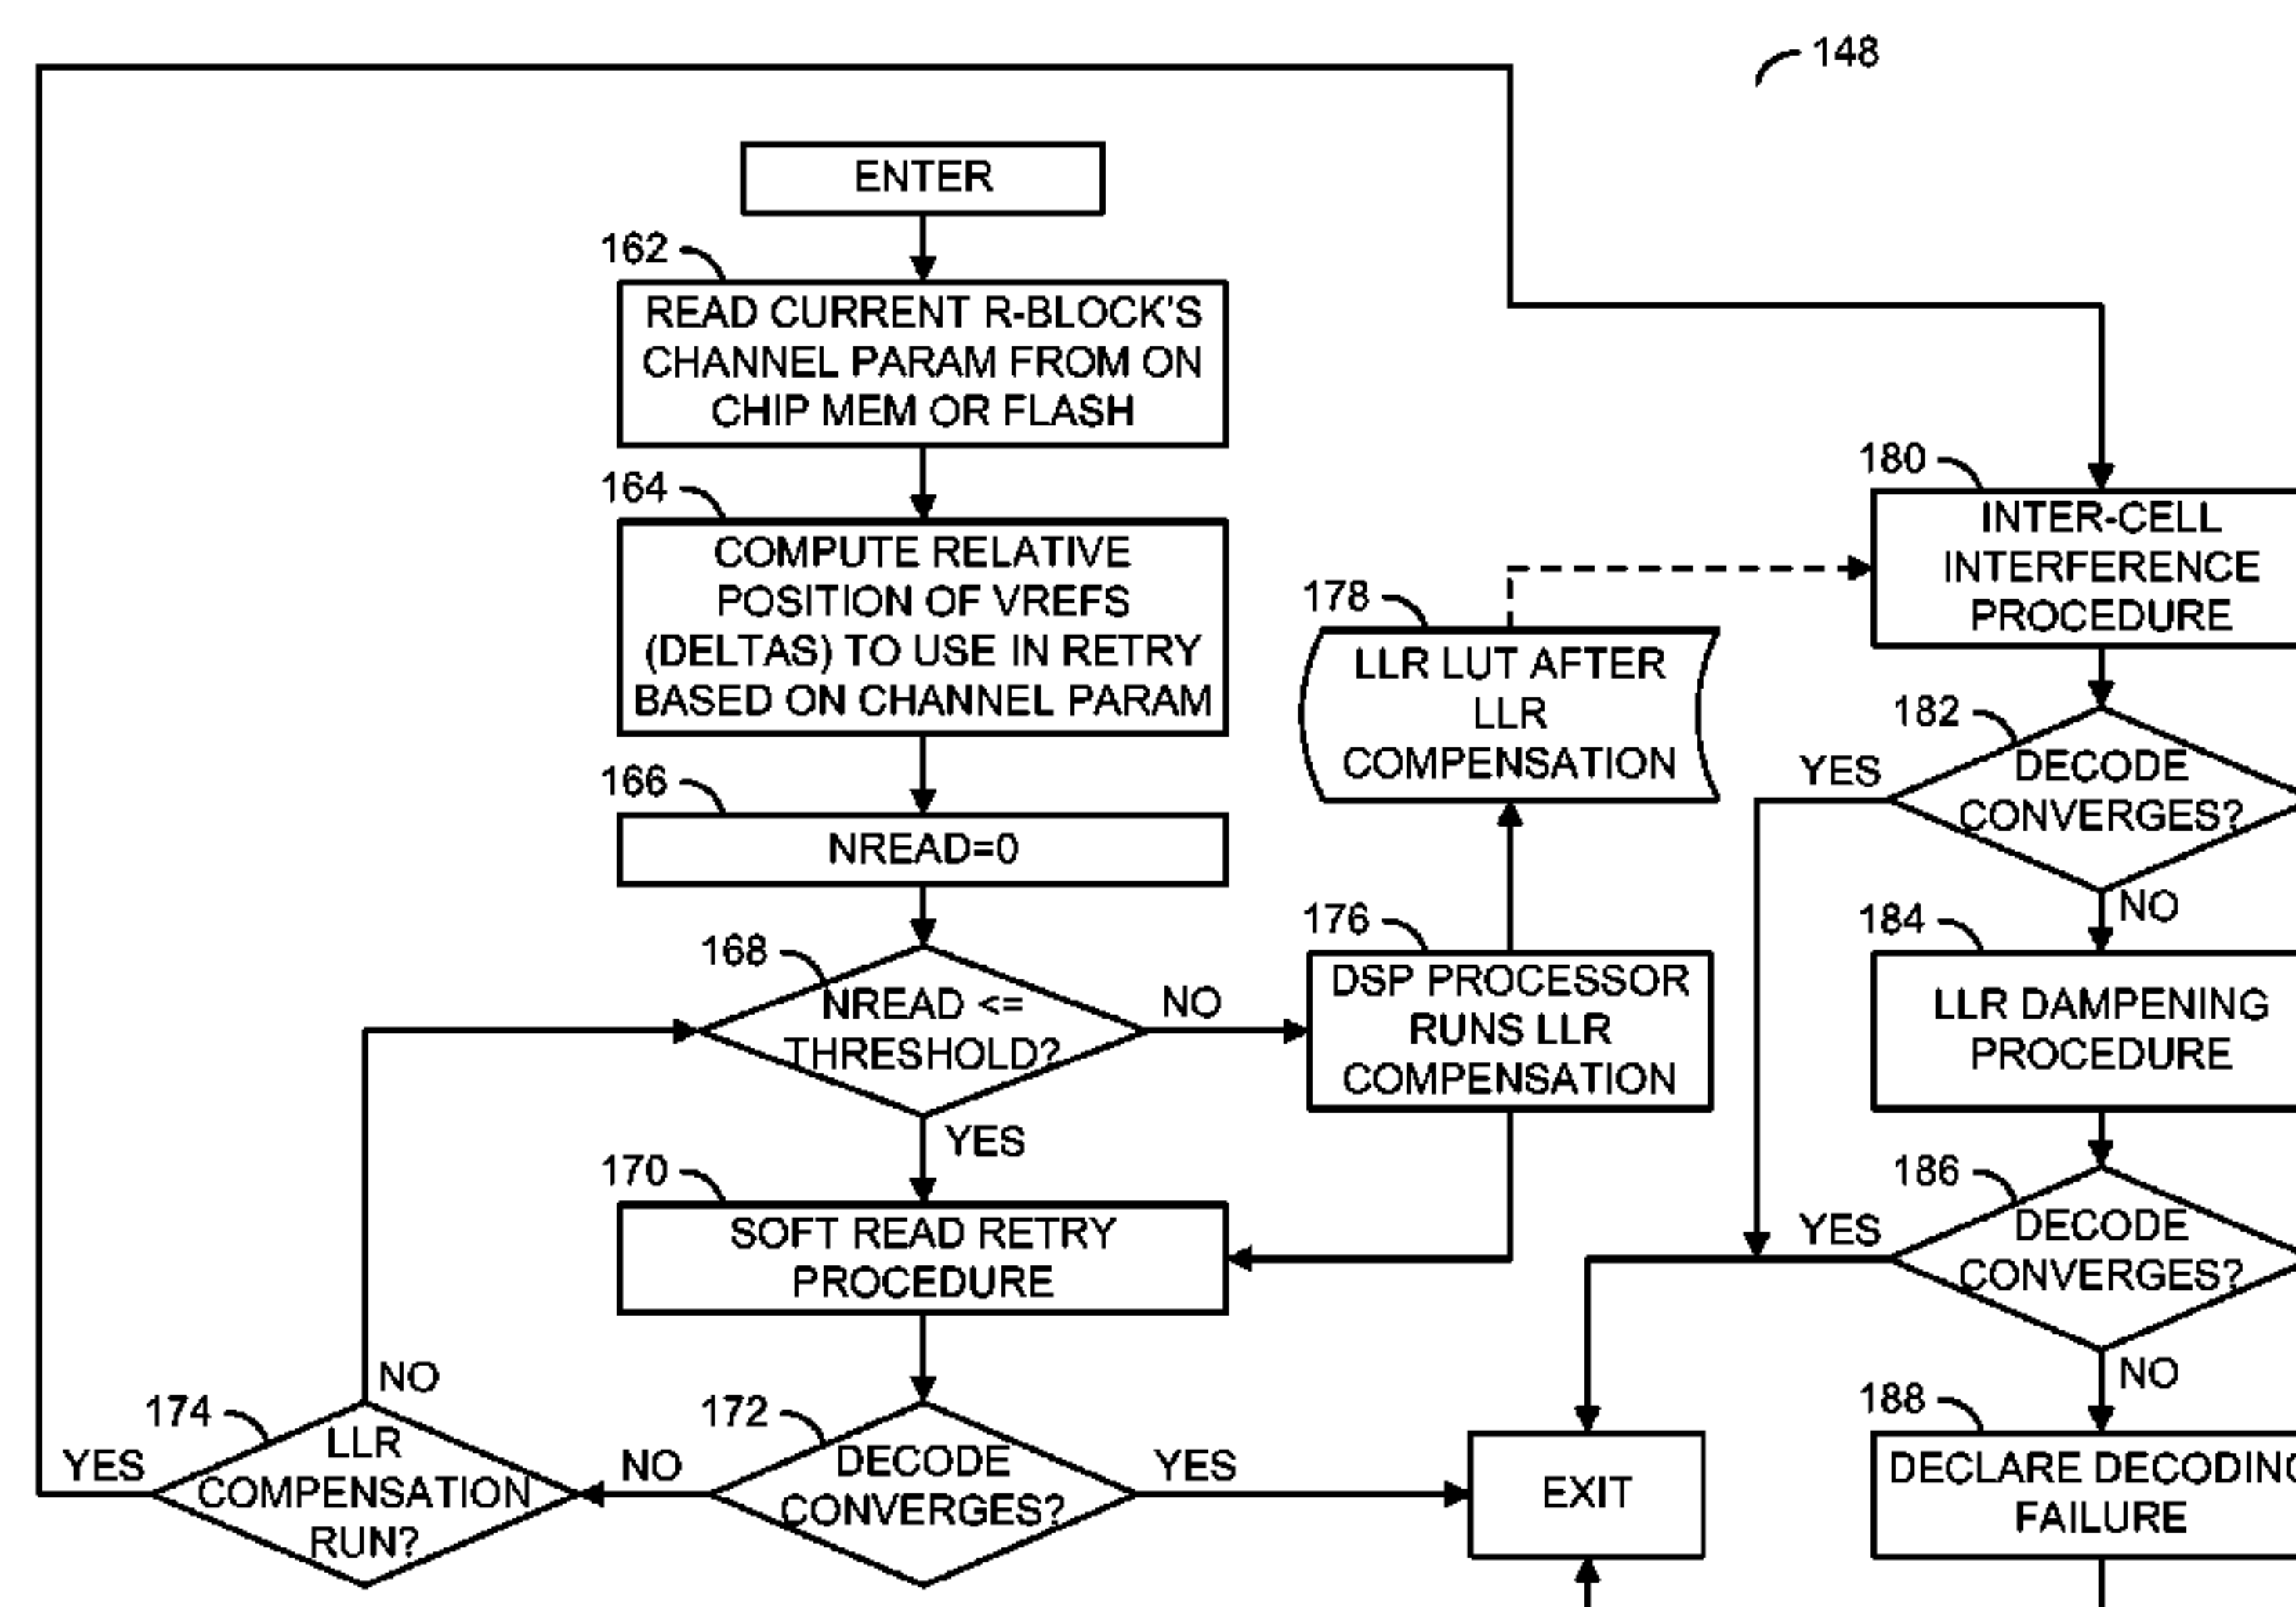 148
ENTER
162
READ CURRENT R-BLOCK'S
CHANNEL PARAM FROM ON
CHIP MEM OR FLASH
164
COMPUTE RELATIVE
POSITION OF VREFS
(DELTAS) TO USE IN RETRY
BASED ON CHANNEL PARAM
166
NREAD=0
168
NREAD <=
THRESHOLD?
NO
YES
170
SOFT READ RETRY
PROCEDURE
172
DECODE
CONVERGES?
NO
YES
174
LLR
COMPENSATION
RUN?
NO
YES
176
DSP PROCESSOR
RUNS LLR
COMPENSATION
178
LLR LUT AFTER
LLR
COMPENSATION
180
INTER-CELL
INTERFERENCE
PROCEDURE
182
DECODE
CONVERGES?
YES
NO
184
LLR DAMPENING
PROCEDURE
186
DECODE
CONVERGES?
YES
NO
188
DECLARE DECODING
FAILURE
EXIT